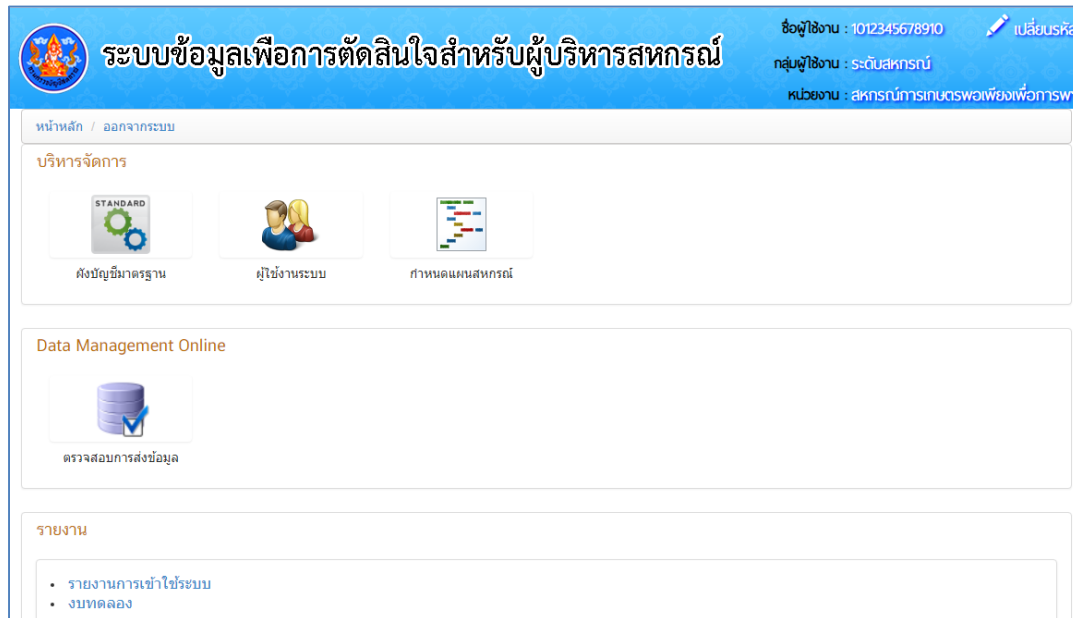 ระบบข้อมูลเพื่อการตัดสินใจสำหรับผู้บริหารสหกรณ์
ชื่อผู้ใช้งาน : 1012345678910 เปลี่ยนรหัส
กลุ่มผู้ใช้งาน : ระดับสหกรณ์
หน่วยงาน : สหกรณ์การเกษตรพอเพียงเพื่อการพ
หน้าหลัก / ออกจากระบบ
บริหารจัดการ
STANDARD
ผังบัญชีมาตรฐาน ผู้ใช้งานระบบ กำหนดแผนสหกรณ์
Data Management Online
ตรวจสอบการส่งข้อมูล
รายงาน
• รายงานการเข้าใช้ระบบ
• งบทดลอง